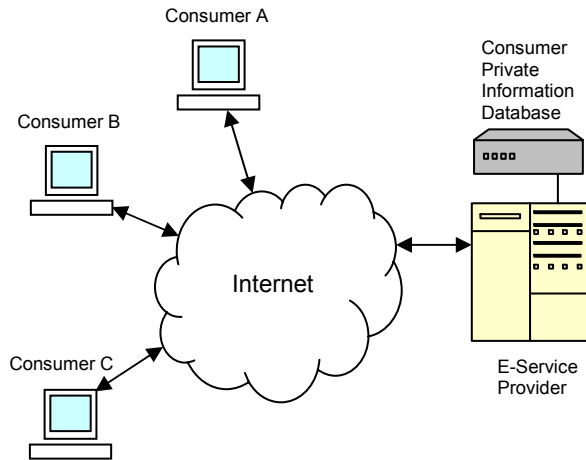 Consumer A
Consumer
Private
Information
Database
Consumer B
Internet
Consumer C
E-Service
Provider